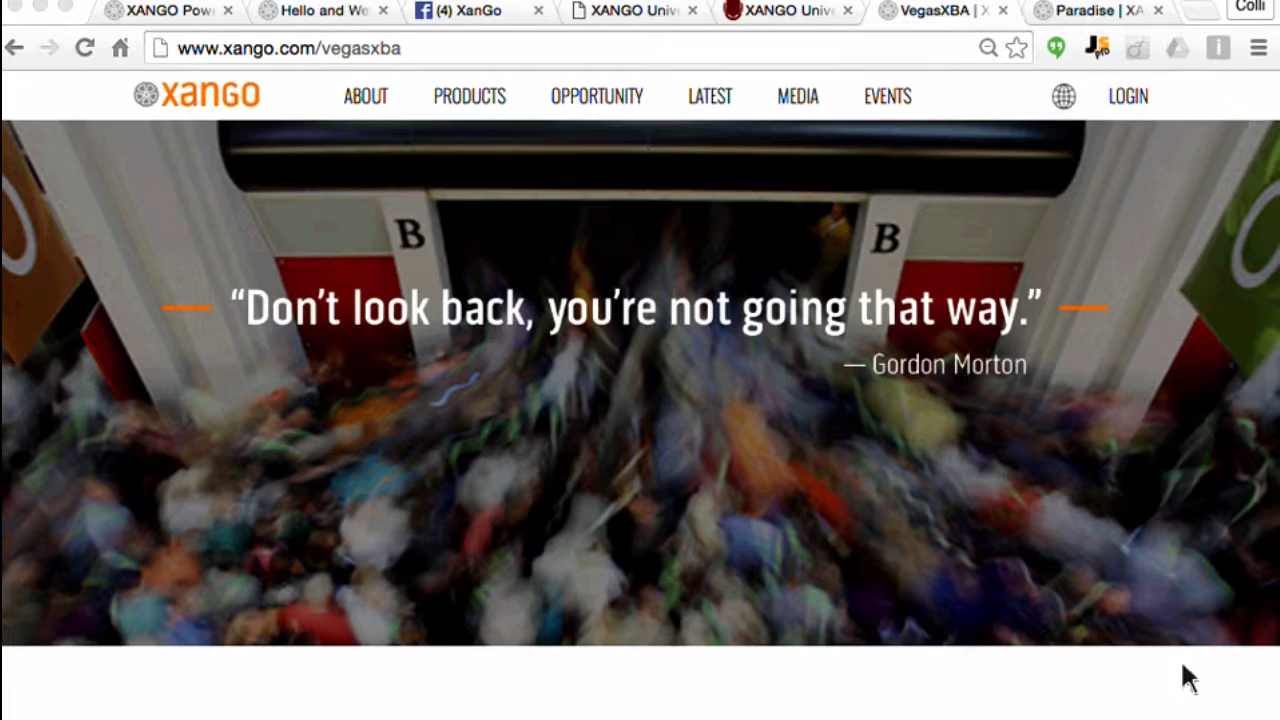 XANGO Pow
Hello and We
(4) XanGo
XANGO Univ
XANGO Univ
VegasXBA | X
Paradise | XA
Colli
www.xango.com/vegasxba
xanGO
ABOUT
PRODUCTS
OPPORTUNITY
LATEST
MEDIA
EVENTS
LOGIN
B
B
“Don’t look back, you’re not going that way.”
— Gordon Morton